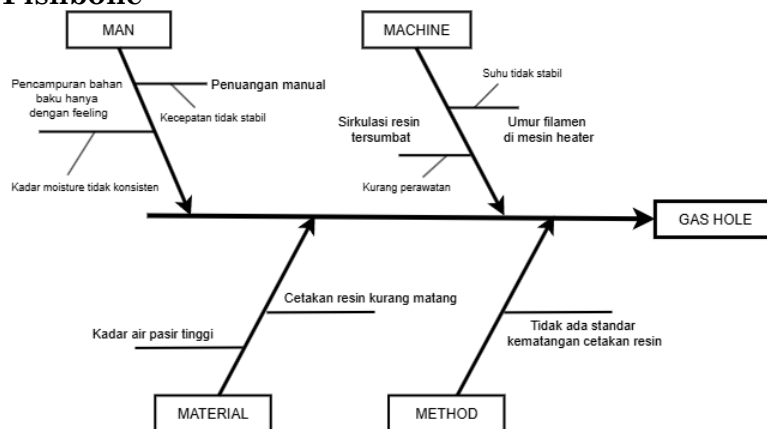 Fishbone
MAN
MACHINE
Pencampuran bahan
baku hanya
dengan feeling
Penuangan manual
Kecepatan tidak stabil
Kadar moisture tidak konsisten
Suhu tidak stabil
Umur filamen
di mesin heater
Sirkulasi resin
tersumbat
Kurang perawatan
GAS HOLE
Cetakan resin kurang matang
Kadar air pasir tinggi
Tidak ada standar
kematangan cetakan resin
MATERIAL
METHOD